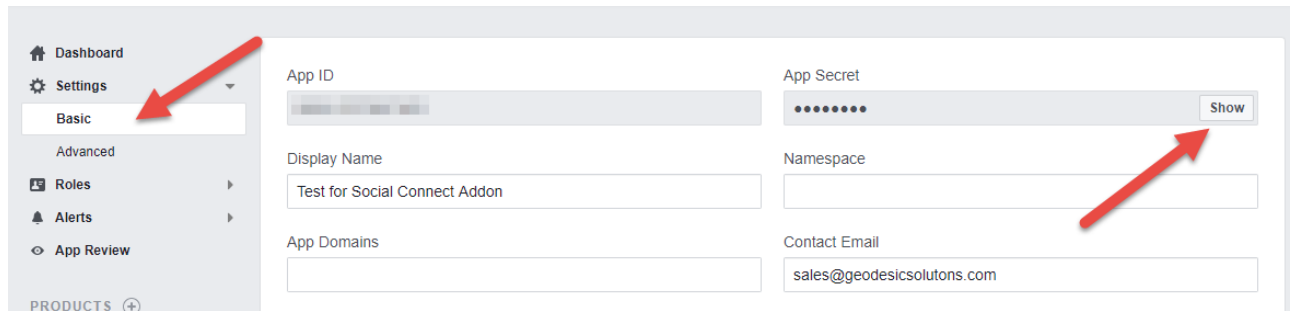 Dashboard
Settings
Basic
Advanced
Roles
Alerts
App Review
PRODUCTS
App ID
App Secret
••••••••
Show
Display Name
Test for Social Connect Addon
Namespace
App Domains
Contact Email
sales@geodesicsolutons.com